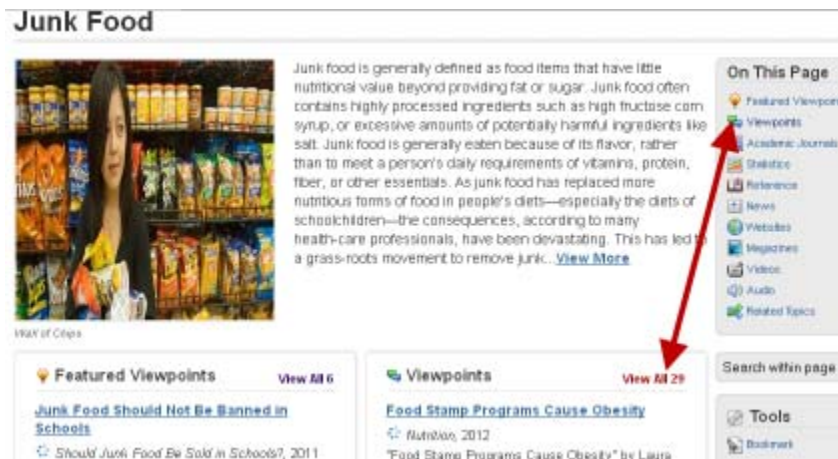 Junk Food
Junk food is generally defined as food items that have little
nutritional value beyond providing fat or sugar. Junk food often
contains highly processed ingredients such as high fructose corn
syrup, or excessive amounts of potentially harmful ingredients like
salt. Junk food is generally eaten because of its flavor, rather
than to meet a person's daily requirements of vitamins, protein,
fiber, or other essentials. As junk food has replaced more
nutritious forms of food in people's diets—especially the diets of
schoolchildren—the consequences, according to many
health-care professionals, have been devastating. This has led to
a grass-roots movement to remove junk... View More
Wall of Crisps
On This Page
Featured Viewpoi
Viewpoints
Academic Journals
Statistics
Reference
News
Websites
Magazines
Videos
Audio
Related Topics
Search within page
Tools
Bookmark
Featured Viewpoints View All 6
Junk Food Should Not Be Banned in
Schools
Should Junk Food Be Sold in Schools?, 2011
Viewpoints View All 29
Food Stamp Programs Cause Obesity
Nutrition, 2012
"Food Stamp Programs Cause Obesity" by Laura